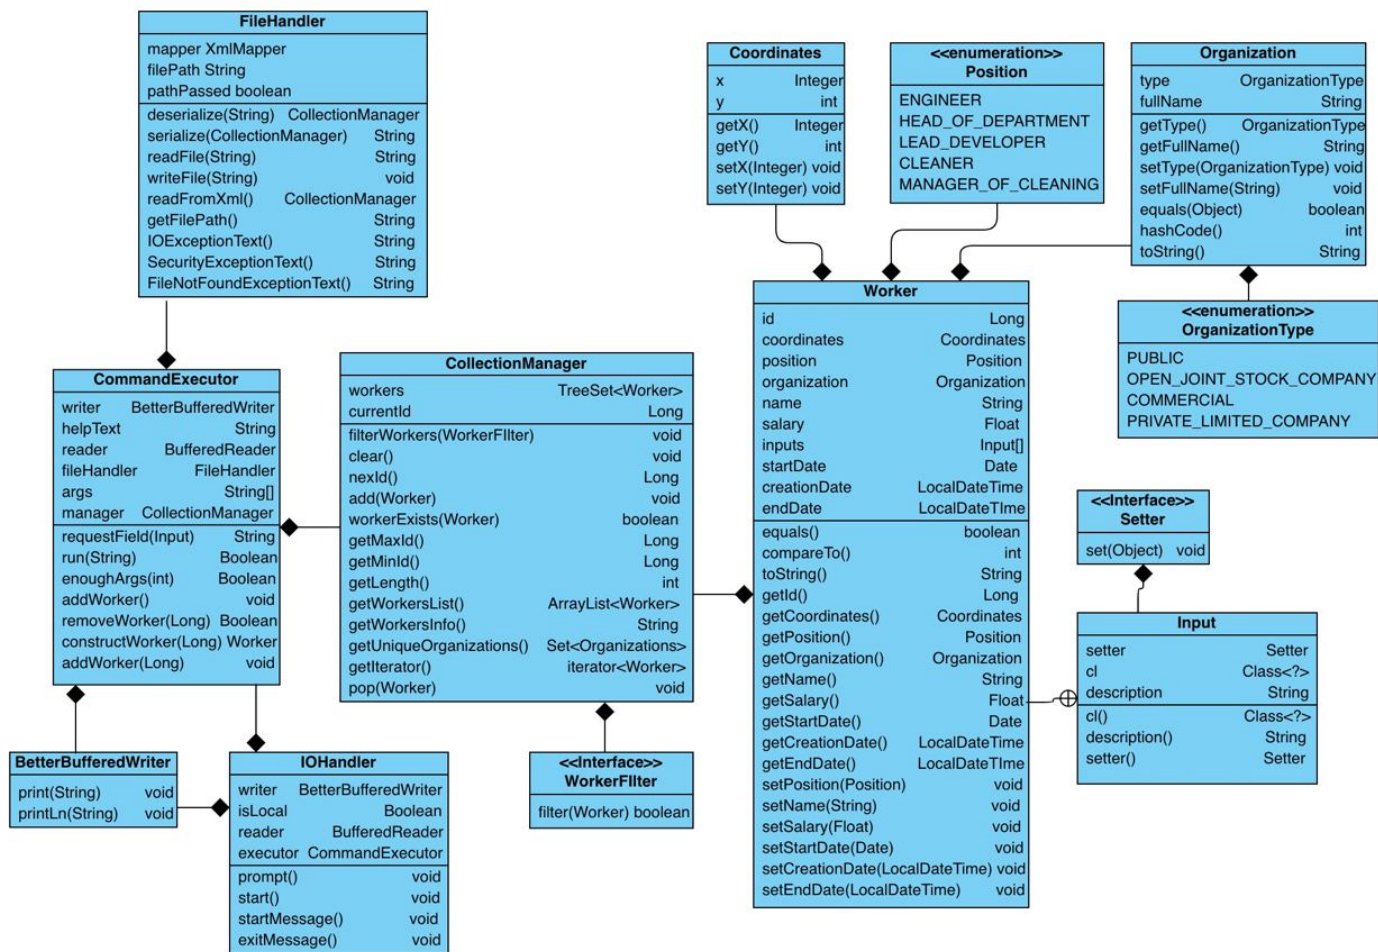 FileHandler
mapper XmlMapper
filePath String
pathPassed boolean
deserialize(String) CollectionManager
serialize(CollectionManager) String
readFile(String) String
writeFile(String) void
readFromXml() CollectionManager
getFilePath() String
IOExceptionText() String
SecurityExceptionText() String
FileNotFoundExceptionText() String
Coordinates
x Integer
y int
getX() Integer
getY() int
setX(Integer) void
setY(Integer) void
<<enumeration>>
Position
ENGINEER
HEAD_OF_DEPARTMENT
LEAD_DEVELOPER
CLEANER
MANAGER_OF_CLEANING
Organization
type OrganizationType
fullName String
getType() OrganizationType
getFullName() String
setType(OrganizationType) void
setFullName(String) void
equals(Object) boolean
hashCode() int
toString() String
<<enumeration>>
OrganizationType
PUBLIC
OPEN_JOINT_STOCK_COMPANY
COMMERCIAL
PRIVATE_LIMITED_COMPANY
CommandExecutor
writer BetterBufferedWriter
helpText String
reader BufferedReader
fileHandler FileHandler
args String[]
manager CollectionManager
requestField(Input) String
run(String) Boolean
enoughArgs(int) Boolean
addWorker() void
removeWorker(Long) Boolean
constructWorker(Long) Worker
addWorker(Long) void
CollectionManager
workers TreeSet<Worker>
currentId Long
filterWorkers(WorkerFIlter) void
clear() void
nexId() Long
add(Worker) void
workerExists(Worker) boolean
getMaxId() Long
getMinId() Long
getLength() int
getWorkersList() ArrayList<Worker>
getWorkersInfo() String
getUniqueOrganizations() Set<Organizations>
getIterator() iterator<Worker>
pop(Worker) void
Worker
id Long
coordinates Coordinates
position Position
organization Organization
name String
salary Float
inputs Input[]
startDate Date
creationDate LocalDateTime
endDate LocalDateTIme
equals() boolean
compareTo() int
toString() String
getId() Long
getCoordinates() Coordinates
getPosition() Position
getOrganization() Organization
getName() String
getSalary() Float
getStartDate() Date
getCreationDate() LocalDateTime
getEndDate() LocalDateTIme
setPosition(Position) void
setName(String) void
setSalary(Float) void
setStartDate(Date) void
setCreationDate(LocalDateTime) void
setEndDate(LocalDateTime) void
<<Interface>>
Setter
set(Object) void
Input
setter Setter
cl Class<?>
description String
cl() Class<?>
description() String
setter() Setter
BetterBufferedWriter
print(String) void
printLn(String) void
IOHandler
writer BetterBufferedWriter
isLocal Boolean
reader BufferedReader
executor CommandExecutor
prompt() void
start() void
startMessage() void
exitMessage() void
<<Interface>>
WorkerFIlter
filter(Worker) boolean